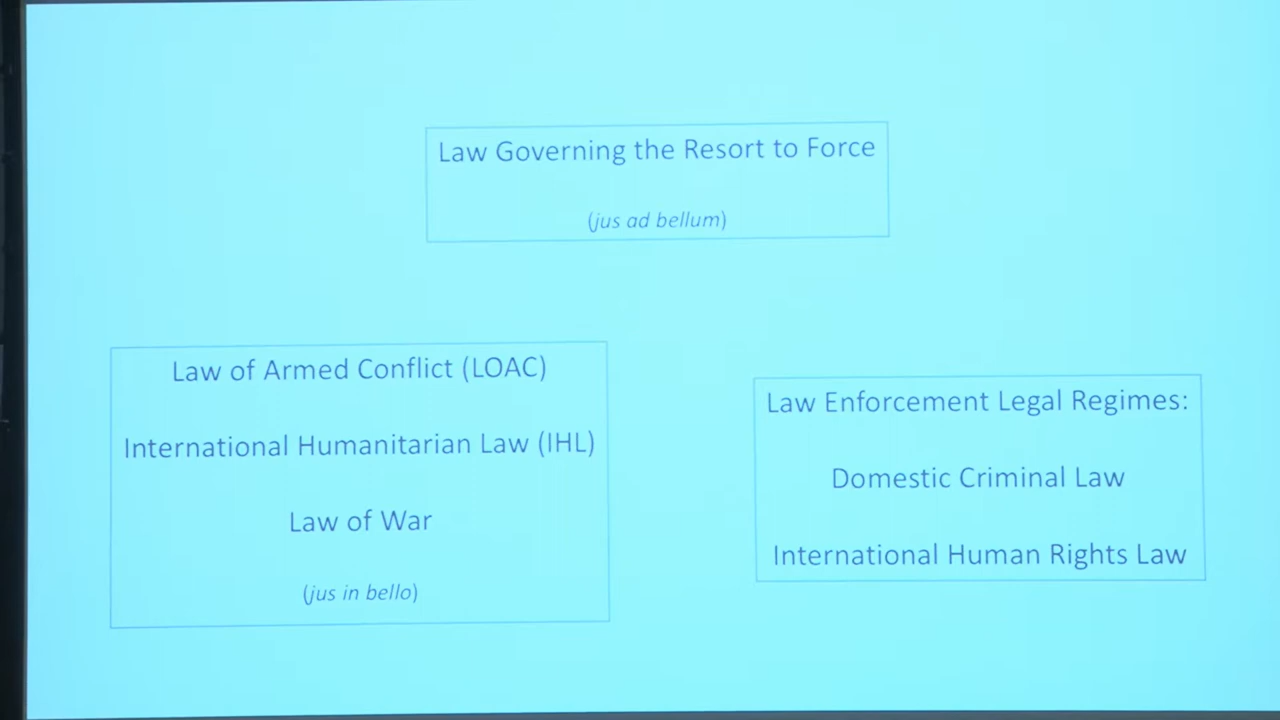 Law Governing the Resort to Force
(jus ad bellum)
Law of Armed Conflict (LOAC)
International Humanitarian Law (IHL)
Law of War
(jus in bello)
Law Enforcement Legal Regimes:
Domestic Criminal Law
International Human Rights Law